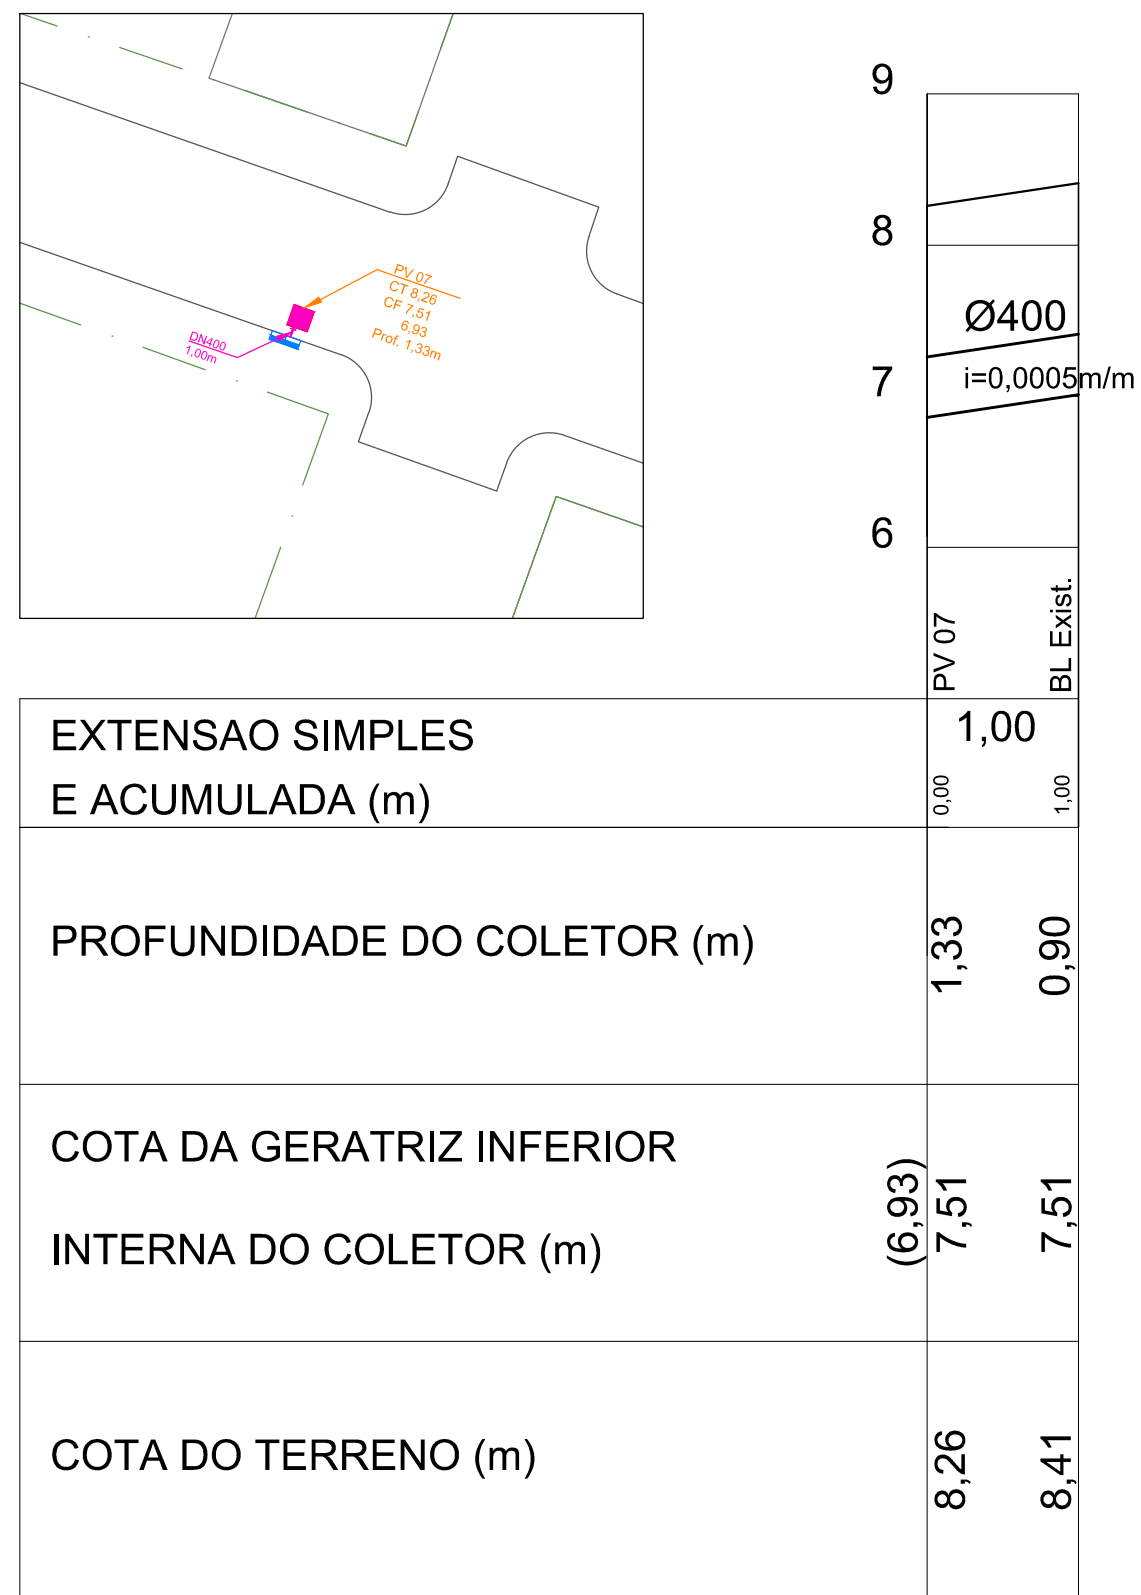 PV 07
CT 8,26
CF 7,51
6,93
Prof. 1,33m
DN400
1,00m
9
8
7
6
Ø400
i=0,0005m/m
PV 07
BL Exist.
EXTENSAO SIMPLES
E ACUMULADA (m)
1,00
0,00
1,00
PROFUNDIDADE DO COLETOR (m)
1,33
0,90
COTA DA GERATRIZ INFERIOR
INTERNA DO COLETOR (m)
(6,93)
7,51
7,51
COTA DO TERRENO (m)
8,26
8,41